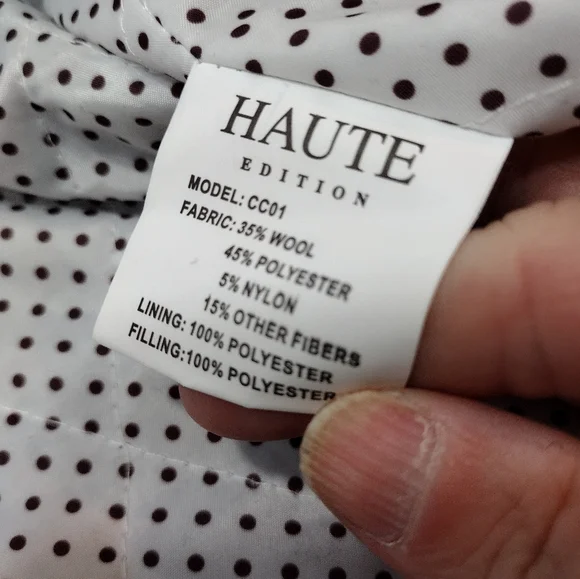 HAUTE
EDITION
MODEL: CC01
FABRIC: 35% WOOL
45% POLYESTER
5% NYLON
15% OTHER FIBERS
LINING: 100% POLYESTER
FILLING:100% POLYESTER